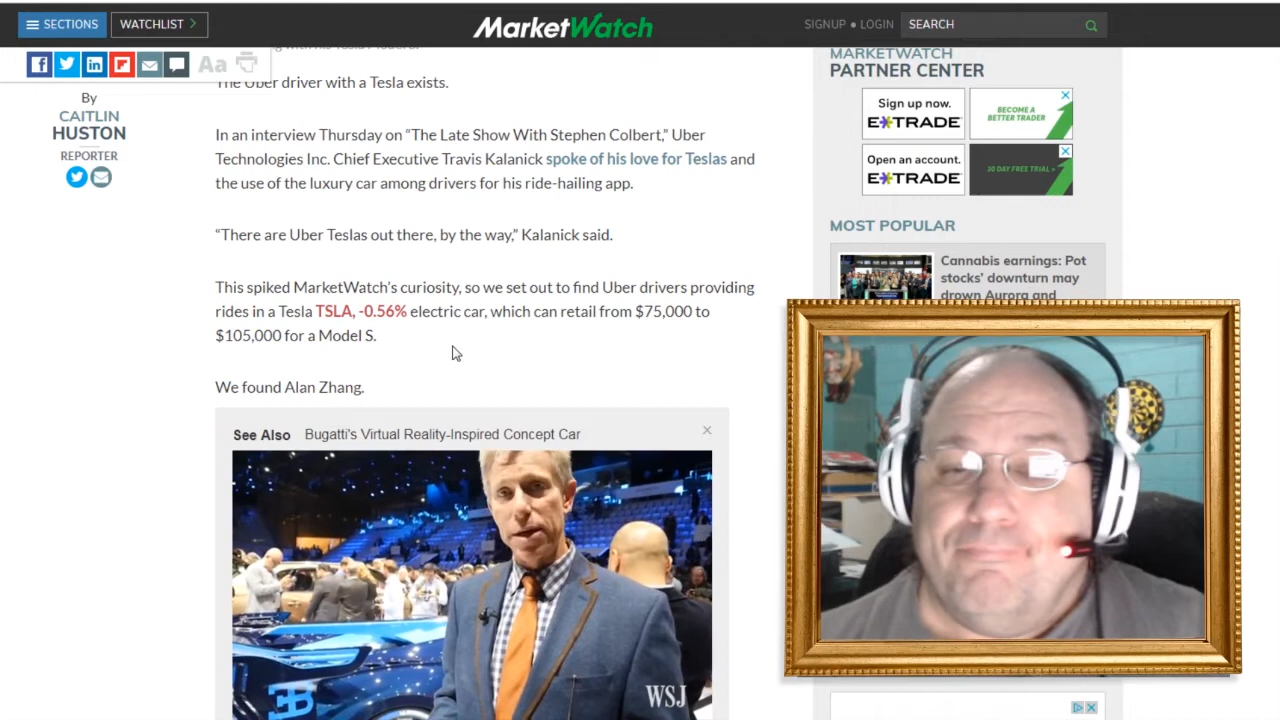 SECTIONS
WATCHLIST
MarketWatch
SIGNUP • LOGIN
SEARCH
Aa
The Uber driver with a Tesla exists.
By
CAITLIN
HUSTON
REPORTER
In an interview Thursday on “The Late Show With Stephen Colbert,” Uber
Technologies Inc. Chief Executive Travis Kalanick spoke of his love for Teslas and
the use of the luxury car among drivers for his ride-hailing app.
“There are Uber Teslas out there, by the way,” Kalanick said.
This spiked MarketWatch’s curiosity, so we set out to find Uber drivers providing
rides in a Tesla TSLA, -0.56% electric car, which can retail from $75,000 to
$105,000 for a Model S.
We found Alan Zhang.
See Also Bugatti's Virtual Reality-Inspired Concept Car
WSJ
MARKETWATCH
PARTNER CENTER
Sign up now.
E*TRADE
BECOME A
BETTER TRADER
Open an account.
E*TRADE
30 DAY FREE TRIAL
MOST POPULAR
Cannabis earnings: Pot
stocks' downturn may
drown Aurora and